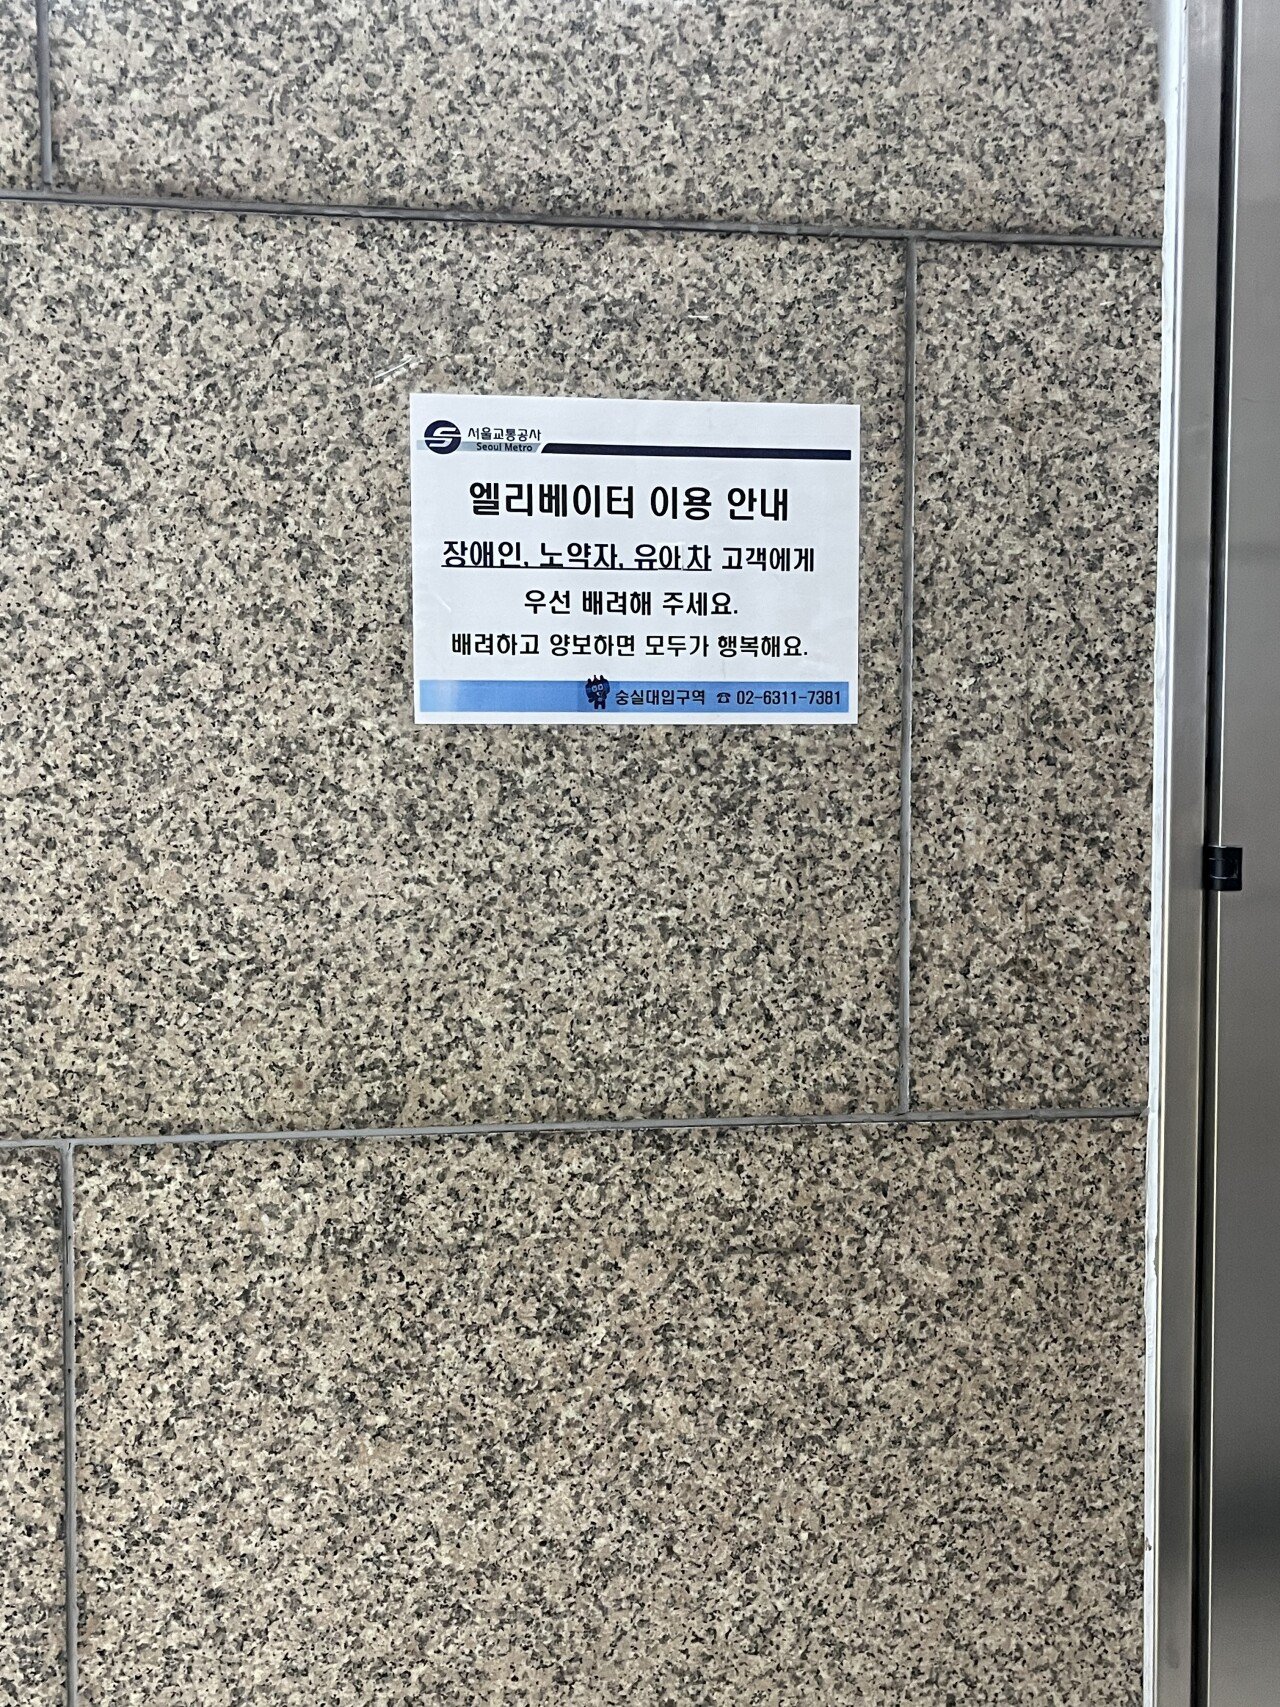 서울교통공사
Seoul Metro
엘리베이터 이용 안내
장애인, 노약자, 유아차 고객에게
우선 배려해 주세요.
배려하고 양보하면 모두가 행복해요.
숭실대입구역 ☎ 02-6311-7381